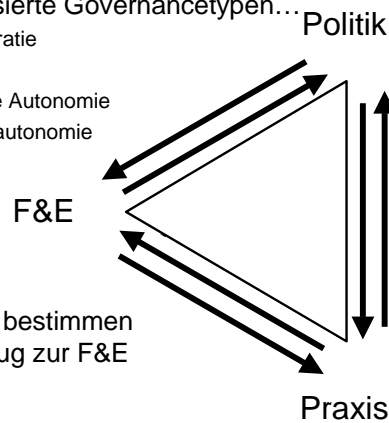 sierte Governancetypen…
Politik
ratie
e Autonomie
autonomie
F&E
bestimmen
ug zur F&E
Praxis